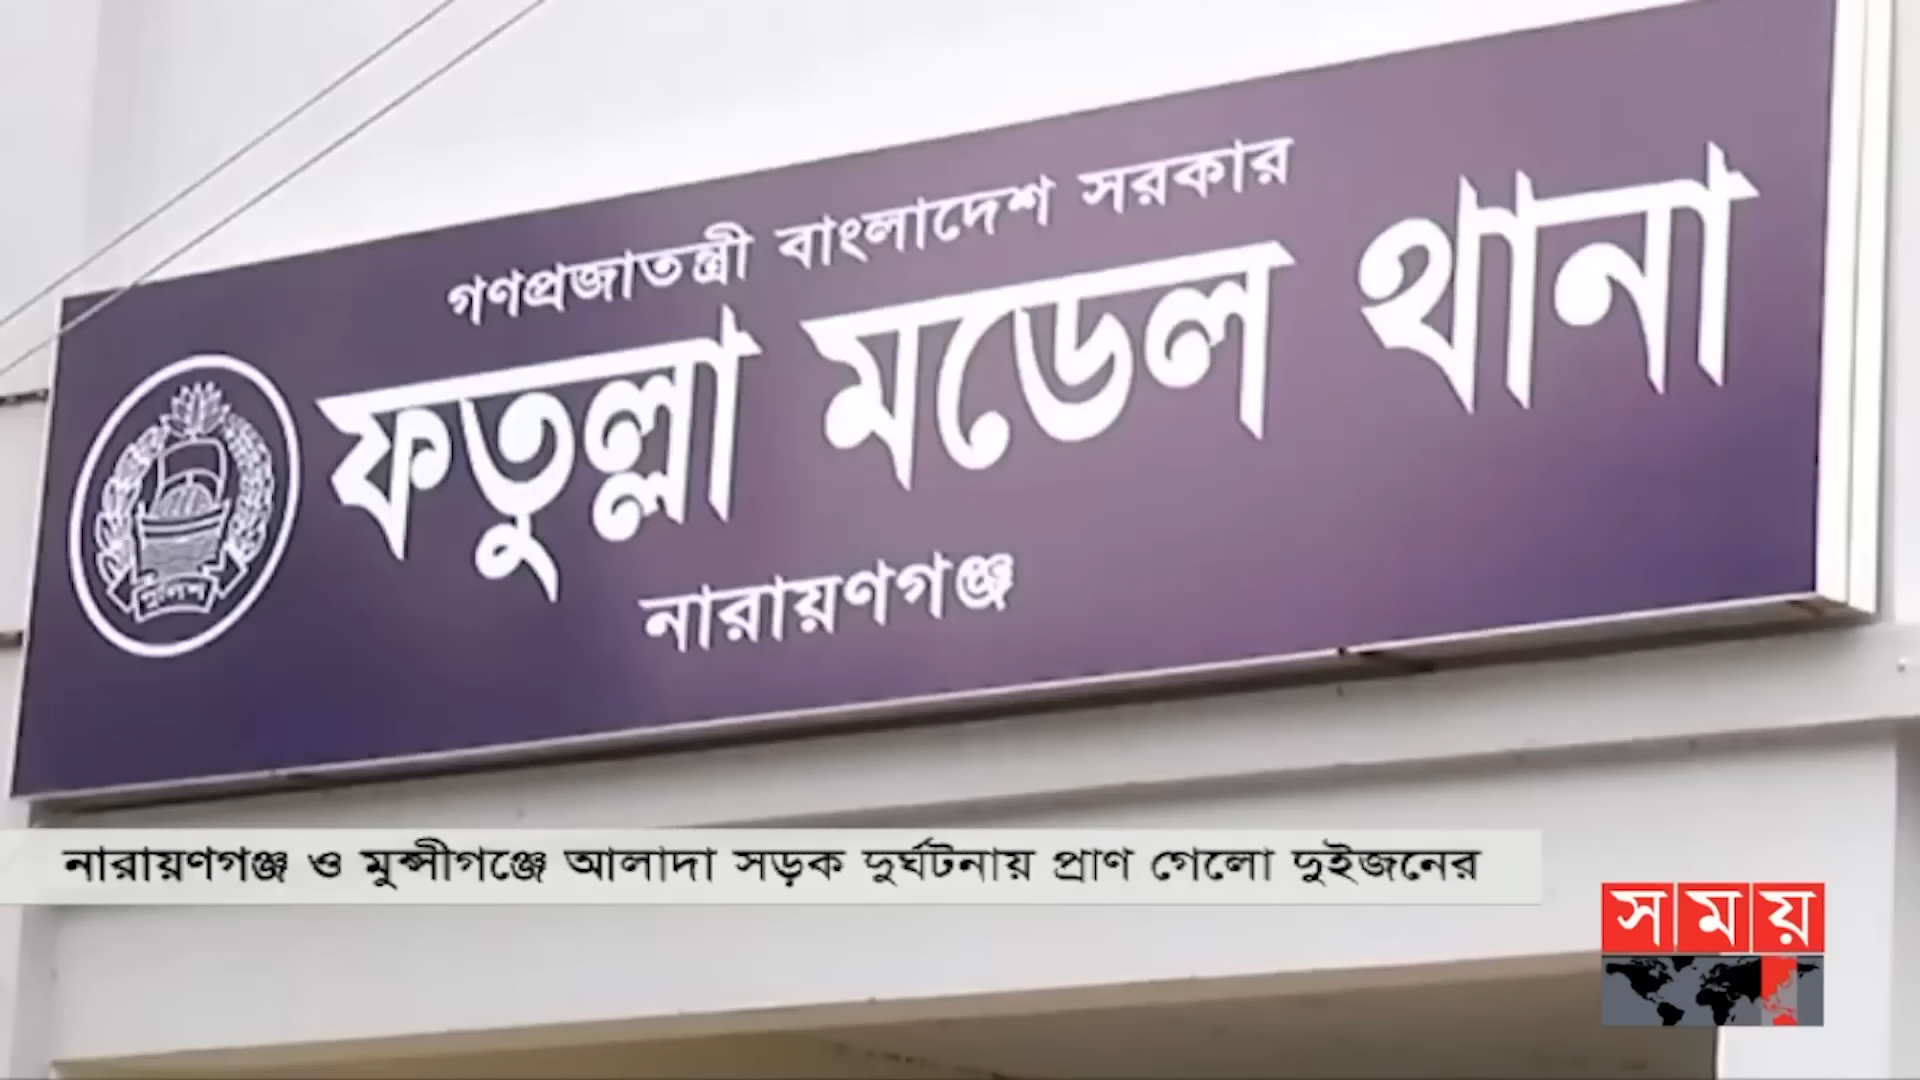 গণপ্রজাতন্ত্রী বাংলাদেশ সরকার
ফতুল্লা মডেল থানা
নারায়ণগঞ্জ
পুলিশ
নারায়ণগঞ্জ ও মুন্সীগঞ্জে আলাদা সড়ক দুর্ঘটনায় প্রাণ গেলো দুইজনের
সময়